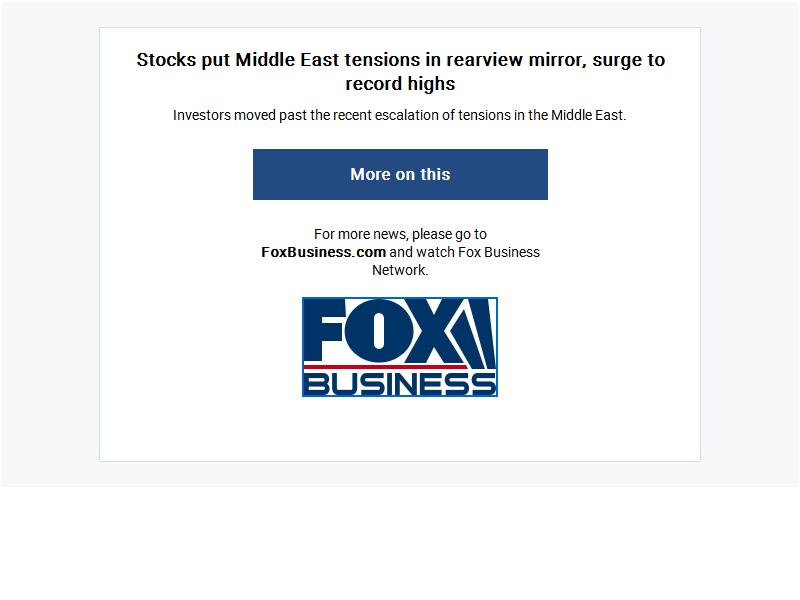 Stocks put Middle East tensions in rearview mirror, surge to
record highs
Investors moved past the recent escalation of tensions in the Middle East.
More on this
For more news, please go to
FoxBusiness.com and watch Fox Business
Network.
FOX
BUSINESS